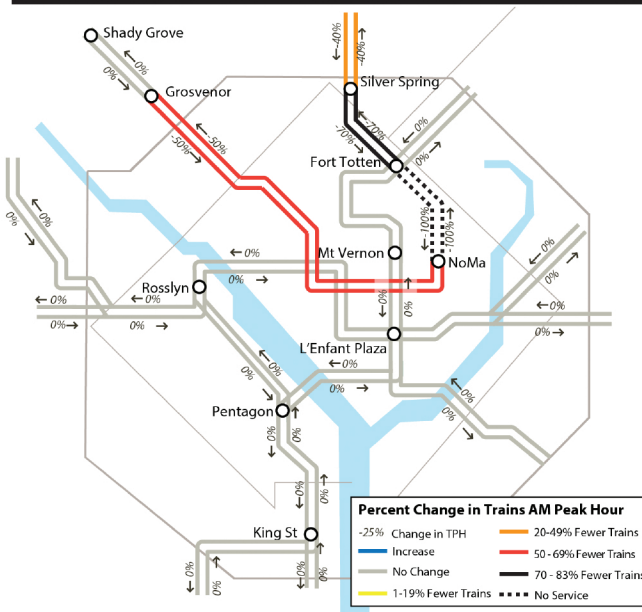 Shady Grove
←0%
0%→
Grosvenor
←-50%
-50%→
←-40%
-40%→
Silver Spring
←-70%
-70%→
←0%
0%→
Fort Totten
←-100%
-100%→
←0%
0%→
Mt Vernon
NoMa
←0%
0%→
←0%
0%→
Rosslyn
←0%
0%→
←0%
0%→
←0%
0%→
←0%
0%→
←0%
0%→
L'Enfant Plaza
←0%
0%→
←0%
0%→
←0%
0%→
Pentagon
←0%
0%→
King St
←0%
0%→
←0%
0%→
Percent Change in Trains AM Peak Hour
-25% Change in TPH
Increase
No Change
1-19% Fewer Trains
20-49% Fewer Trains
50 - 69% Fewer Trains
70 - 83% Fewer Trains
No Service